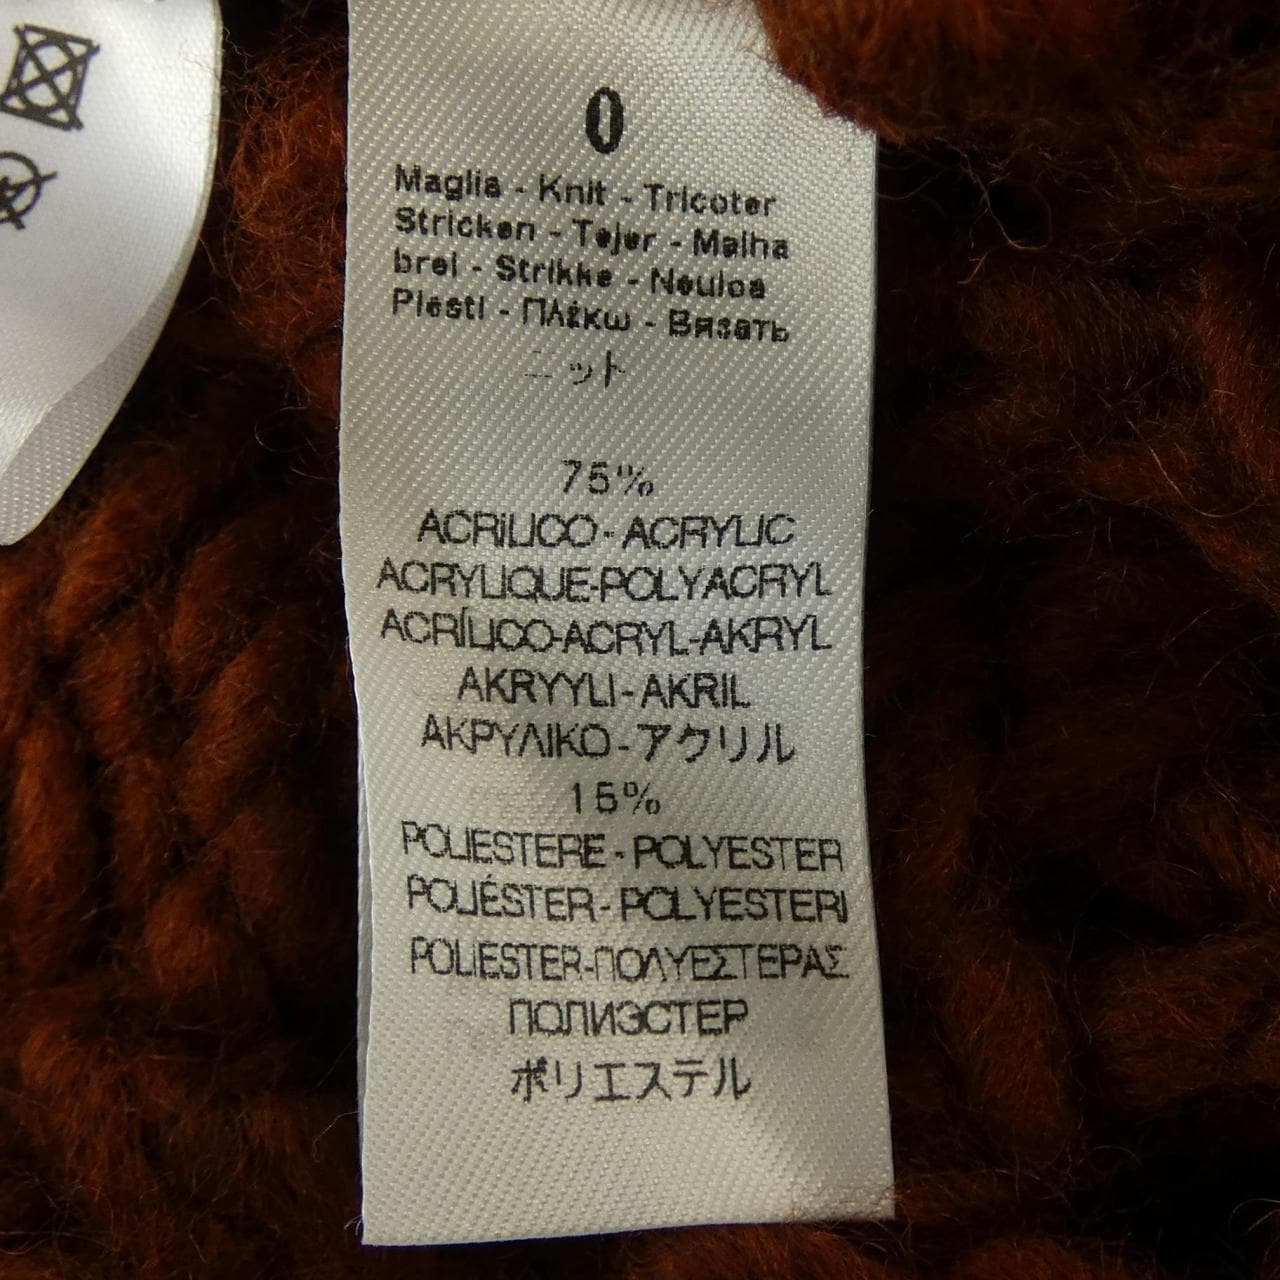 0
Maglia - Knit - Tricoter
Stricken - Tejer - Malha
brei - Strikke - Neuloa
Plesti - Πλέκω - Вязать
ニット
75%
ACRiLICO - ACRYLIC
ACRYLIQUE-POLYACRYL
ACRÍLICO-ACRYL-AKRYL
AKRYYLI - AKRIL
ΑΚΡΥΛΙΚΟ - アクリル
15%
POLIESTERE - POLYESTER
POLIÉSTER - POLYESTERI
POLIESTER-ΠΟΛΥΕΣΤΕΡΑΣ
ПОЛИЭСТЕР
ポリエステル